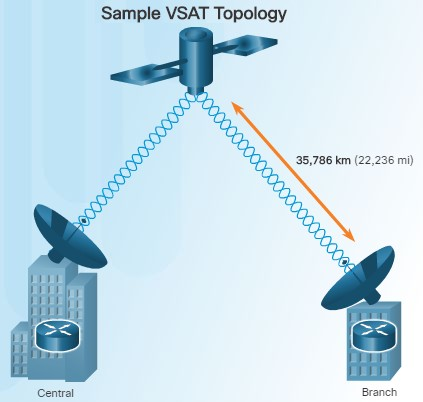 Sample VSAT Topology
35,786 km (22,236 mi)
Central
Branch